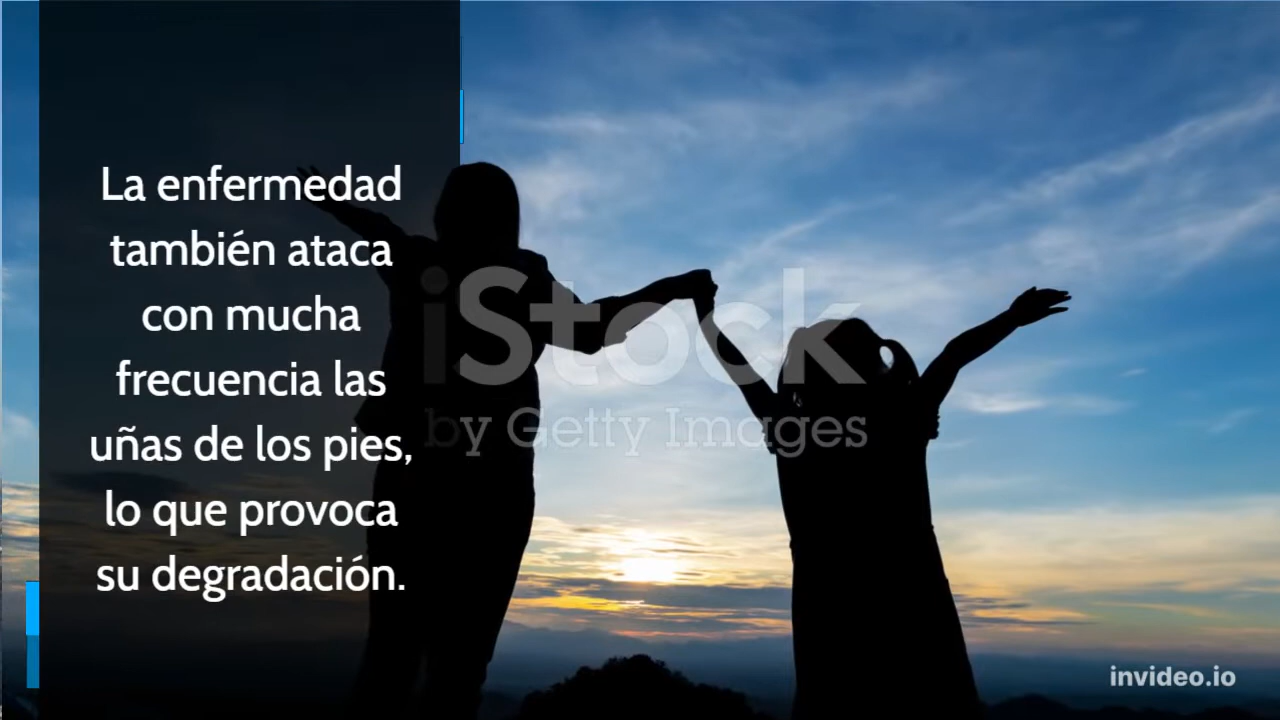 La enfermedad
también ataca
con mucha
frecuencia las
uñas de los pies,
lo que provoca
su degradación.
iStock
by Getty Images
invideo.io